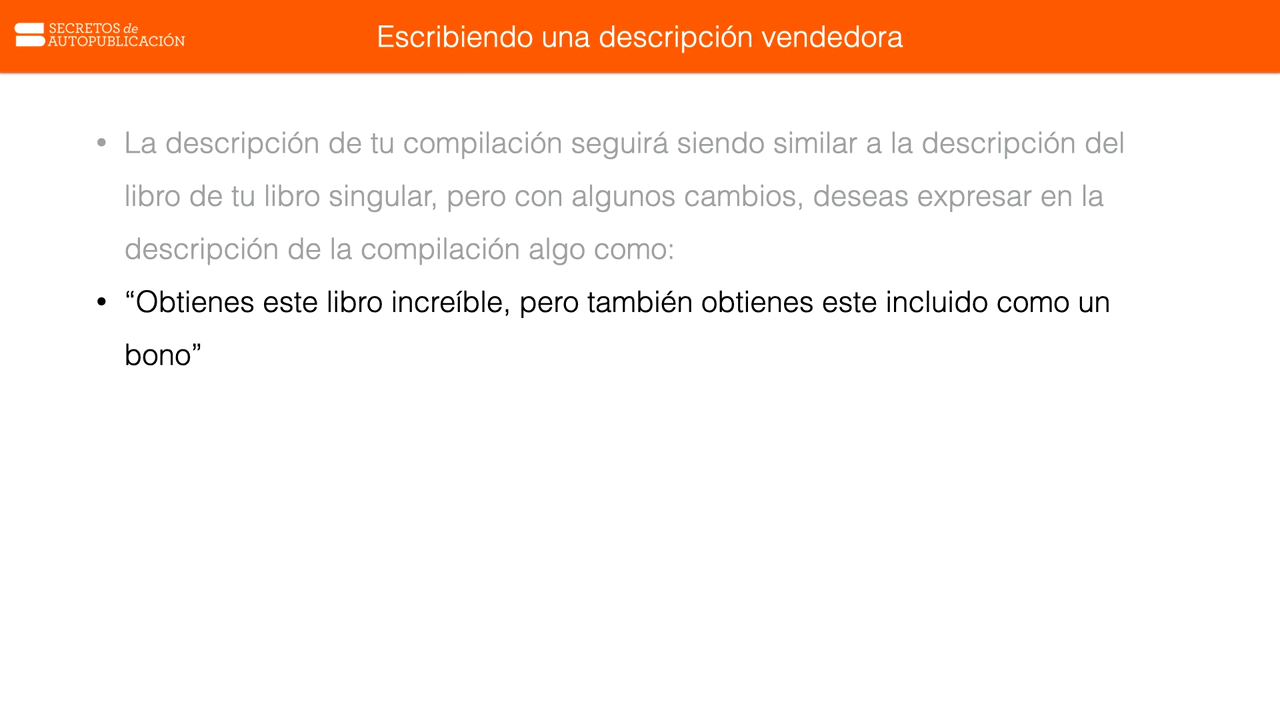 SECRETOS de
AUTOPUBLICACIÓN
Escribiendo una descripción vendedora
• La descripción de tu compilación seguirá siendo similar a la descripción del
libro de tu libro singular, pero con algunos cambios, deseas expresar en la
descripción de la compilación algo como:
• “Obtienes este libro increíble, pero también obtienes este incluido como un
bono”